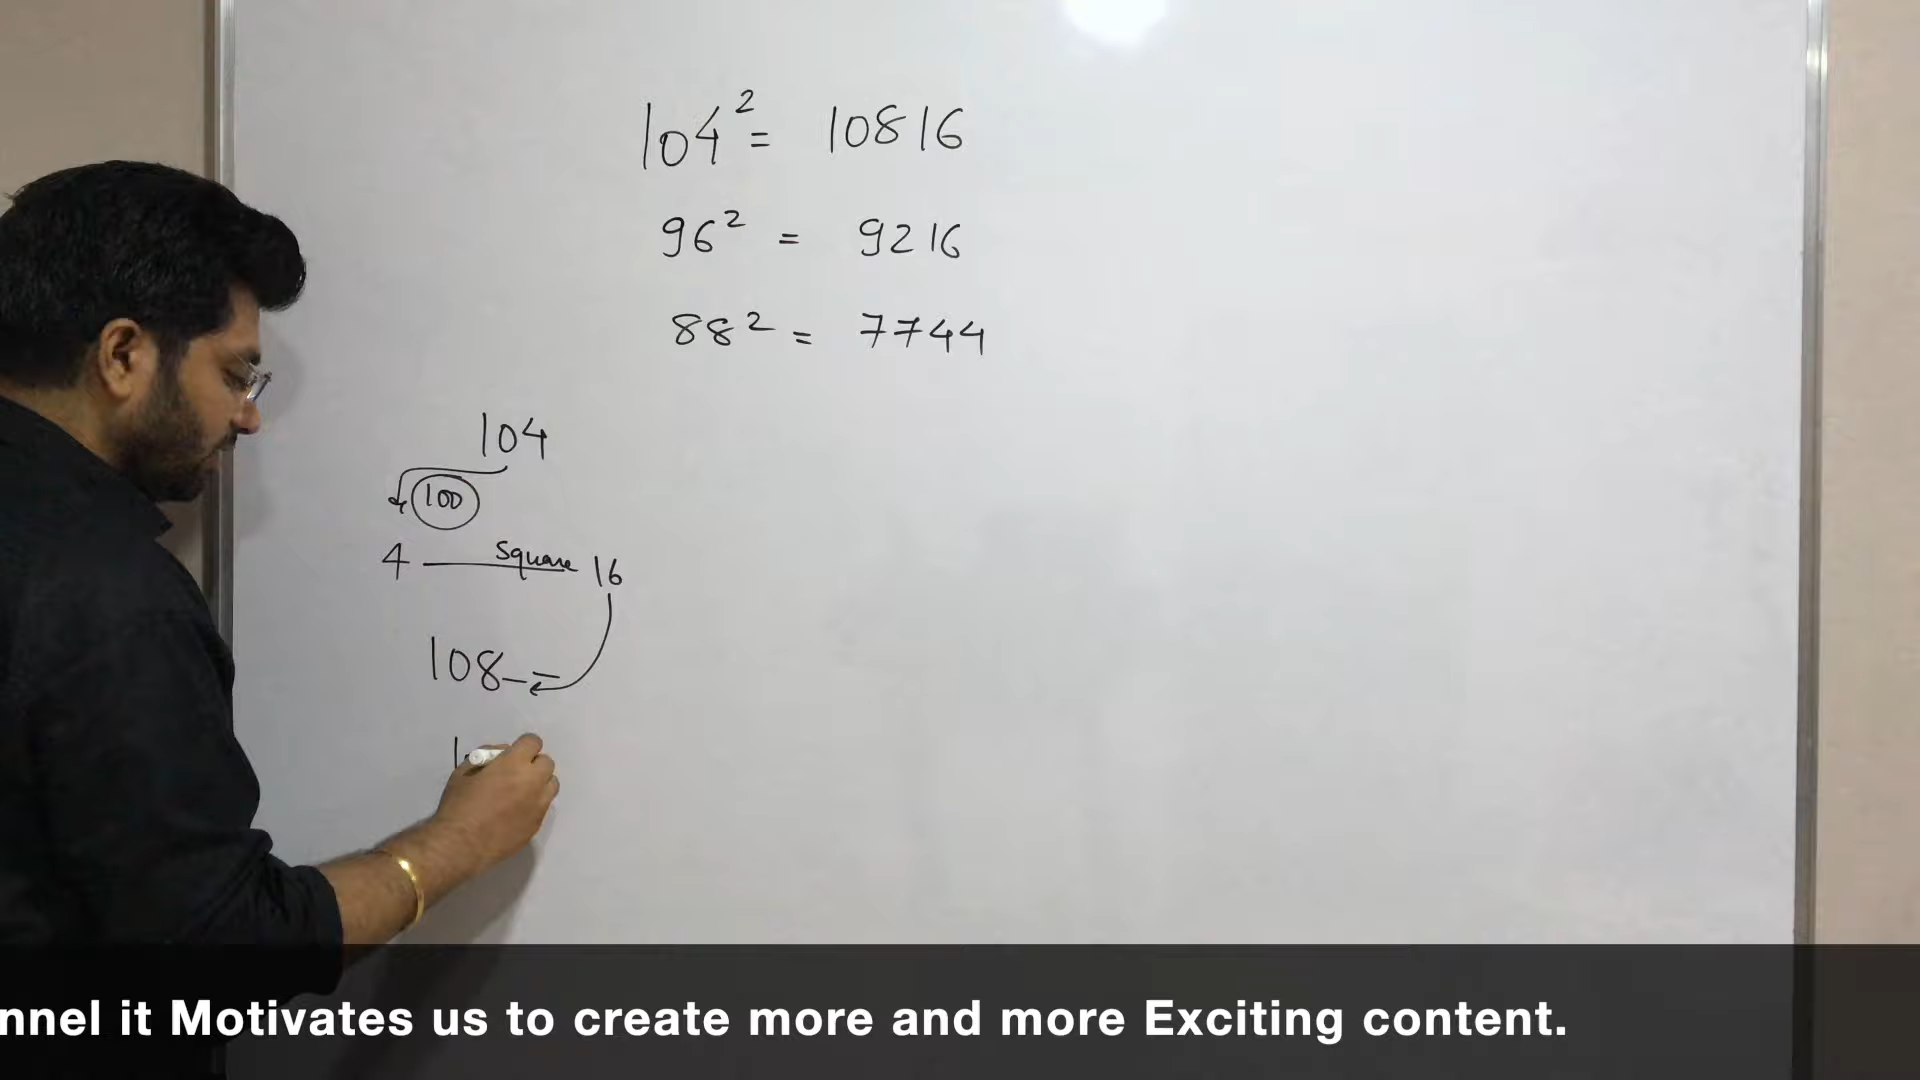 104² = 10816
96² = 9216
88² = 7744
104
100
4 square 16
108 _ _
nnel it Motivates us to create more and more Exciting content.